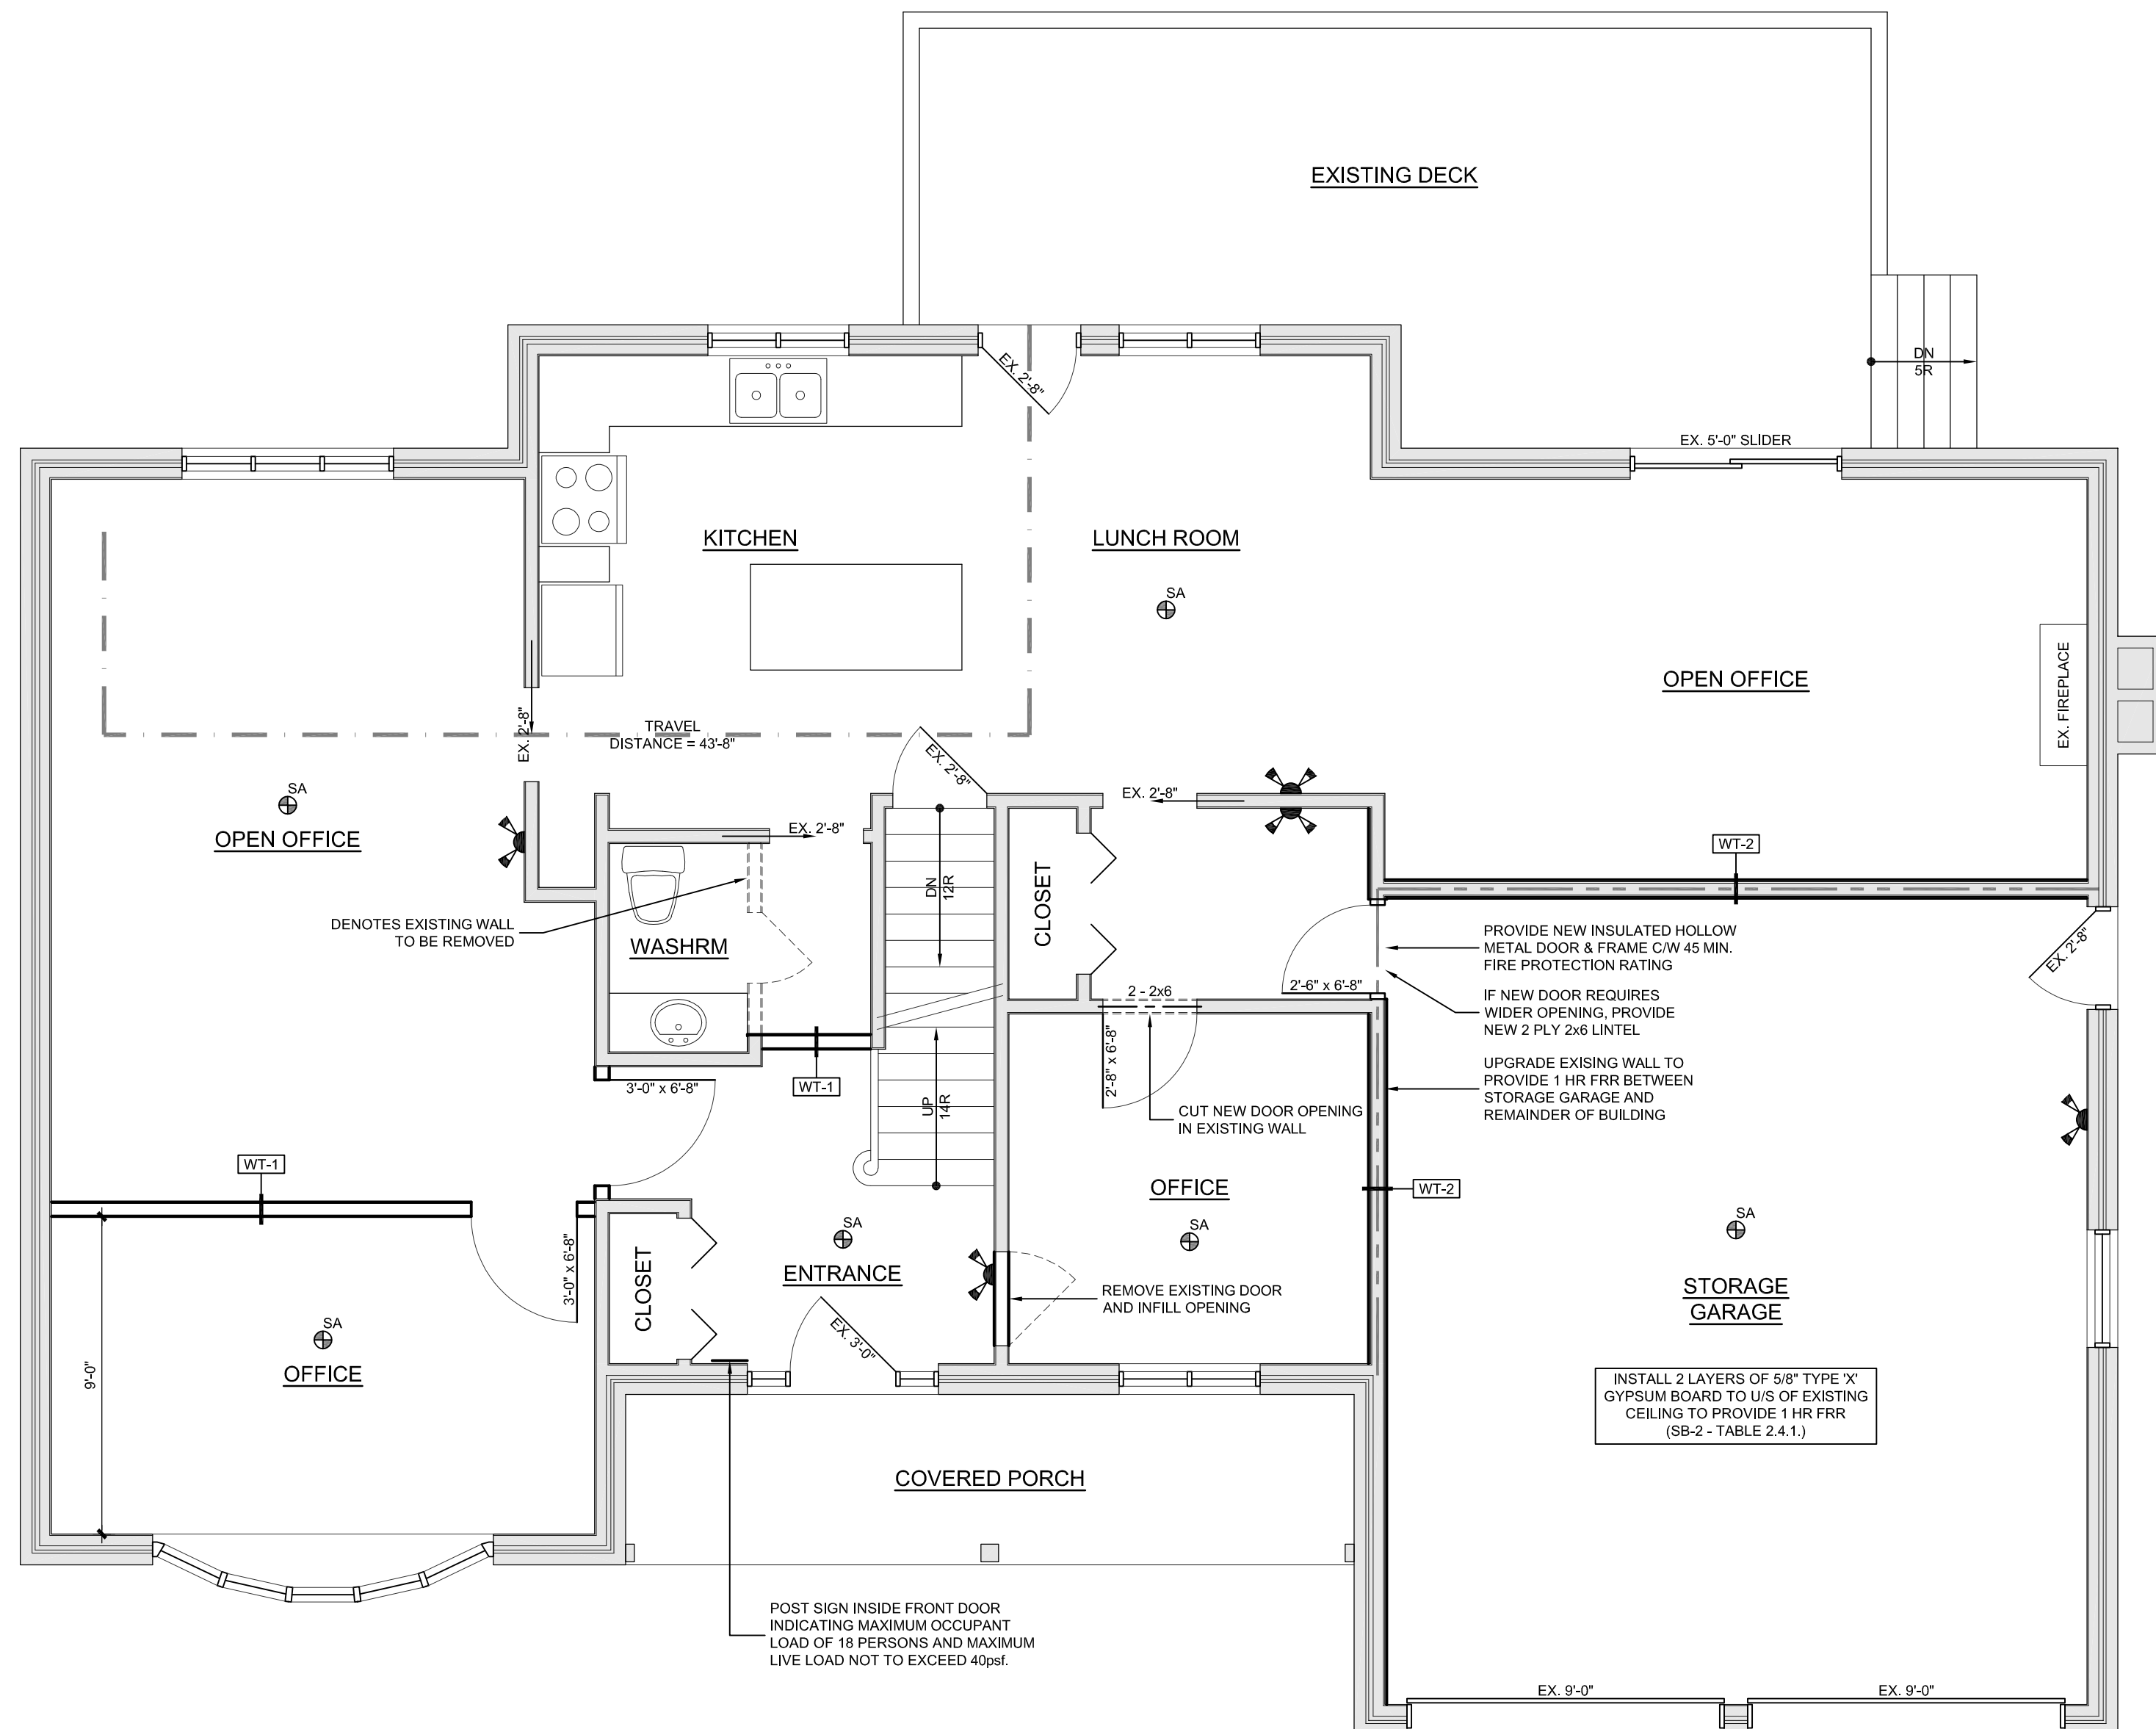 EXISTING DECK
EX. 2'-8"
DN
5R
EX. 5'-0" SLIDER
KITCHEN
LUNCH ROOM
SA
OPEN OFFICE
EX. FIREPLACE
EX. 2'-8"
TRAVEL
DISTANCE = 43'-8"
EX. 2'-8"
SA
OPEN OFFICE
EX. 2'-8"
EX. 2'-8"
WT-2
DN
12R
CLOSET
DENOTES EXISTING WALL
TO BE REMOVED
WASHRM
PROVIDE NEW INSULATED HOLLOW
METAL DOOR & FRAME C/W 45 MIN.
FIRE PROTECTION RATING
EX. 2'-8"
2'-6" x 6'-8"
2 - 2x6
IF NEW DOOR REQUIRES
WIDER OPENING, PROVIDE
NEW 2 PLY 2x6 LINTEL
2'-8" x 6'-8"
3'-0" x 6'-8"
WT-1
UP
14R
UPGRADE EXISING WALL TO
PROVIDE 1 HR FRR BETWEEN
STORAGE GARAGE AND
REMAINDER OF BUILDING
CUT NEW DOOR OPENING
IN EXISTING WALL
WT-1
OFFICE
SA
WT-2
SA
SA
ENTRANCE
CLOSET
3'-0" x 6'-8"
REMOVE EXISTING DOOR
AND INFILL OPENING
STORAGE
GARAGE
SA
OFFICE
9'-0"
EX. 3'-0"
INSTALL 2 LAYERS OF 5/8" TYPE 'X'
GYPSUM BOARD TO U/S OF EXISTING
CEILING TO PROVIDE 1 HR FRR
(SB-2 - TABLE 2.4.1.)
COVERED PORCH
POST SIGN INSIDE FRONT DOOR
INDICATING MAXIMUM OCCUPANT
LOAD OF 18 PERSONS AND MAXIMUM
LIVE LOAD NOT TO EXCEED 40psf.
EX. 9'-0"
EX. 9'-0"